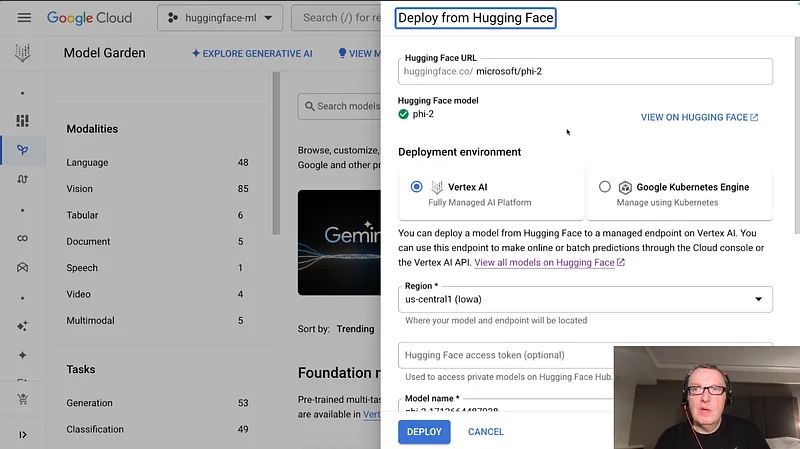 Google Cloud
huggingface-ml
Search (/) for re
Model Garden
EXPLORE GENERATIVE AI
VIEW M
Modalities
Language 48
Vision 85
Tabular 6
Document 5
Speech 1
Video 4
Multimodal 5
Tasks
Generation 53
Classification 49
Search models
Browse, customize,
Google and other pr
Gemin
Sort by: Trending
Foundation m
Pre-trained multi-tas
are available in Vert
Deploy from Hugging Face
Hugging Face URL
huggingface.co/ microsoft/phi-2
Hugging Face model
phi-2
VIEW ON HUGGING FACE
Deployment environment
Vertex AI
Fully Managed AI Platform
Google Kubernetes Engine
Manage using Kubernetes
You can deploy a model from Hugging Face to a managed endpoint on Vertex AI. You
can use this endpoint to make online or batch predictions through the Cloud console or
the Vertex AI API. View all models on Hugging Face
Region *
us-central1 (Iowa)
Where your model and endpoint will be located
Hugging Face access token (optional)
Used to access private models on Hugging Face Hub.
Model name *
DEPLOY
CANCEL